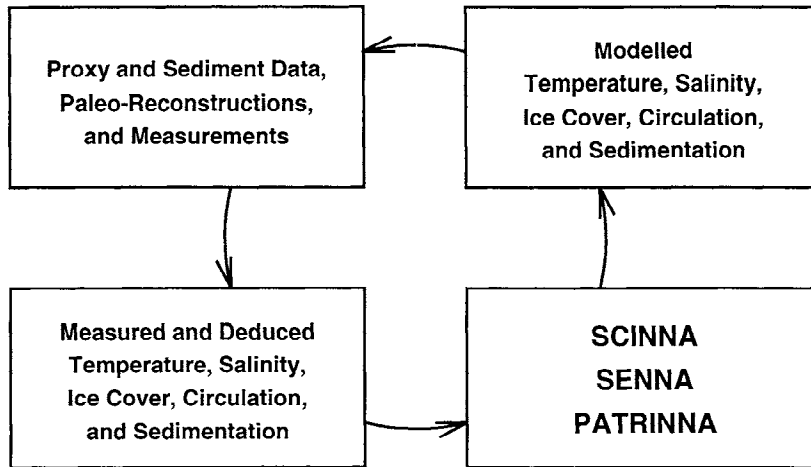 Proxy and Sediment Data,
Paleo-Reconstructions,
and Measurements
Modelled
Temperature, Salinity,
Ice Cover, Circulation,
and Sedimentation
Measured and Deduced
Temperature, Salinity,
Ice Cover, Circulation,
and Sedimentation
SCINNA
SENNA
PATRINNA